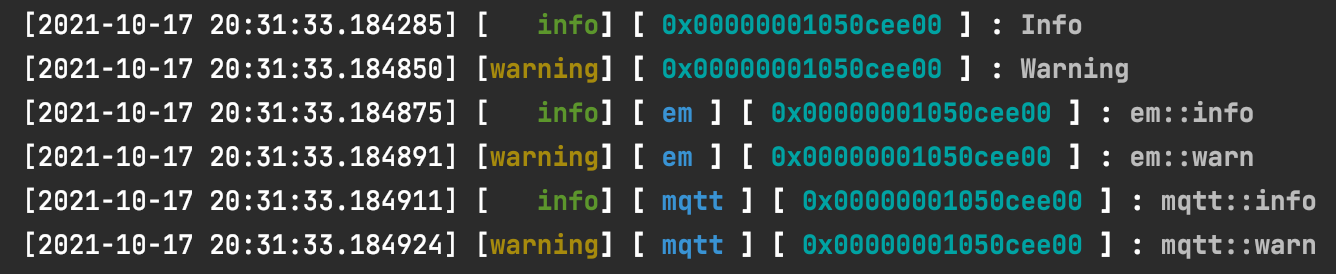 [2021-10-17 20:31:33.184285] [   info] [ 0x00000001050cee00 ] : Info
[2021-10-17 20:31:33.184850] [warning] [ 0x00000001050cee00 ] : Warning
[2021-10-17 20:31:33.184875] [   info] [ em ] [ 0x00000001050cee00 ] : em::info
[2021-10-17 20:31:33.184891] [warning] [ em ] [ 0x00000001050cee00 ] : em::warn
[2021-10-17 20:31:33.184911] [   info] [ mqtt ] [ 0x00000001050cee00 ] : mqtt::info
[2021-10-17 20:31:33.184924] [warning] [ mqtt ] [ 0x00000001050cee00 ] : mqtt::warn